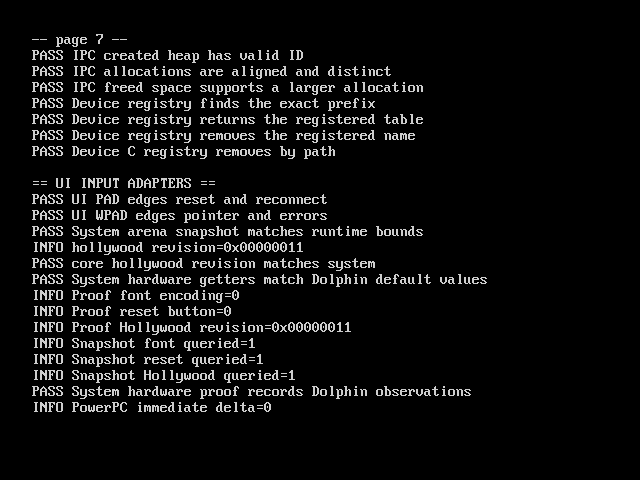 -- page 7 --
PASS IPC created heap has valid ID
PASS IPC allocations are aligned and distinct
PASS IPC freed space supports a larger allocation
PASS Device registry finds the exact prefix
PASS Device registry returns the registered table
PASS Device registry removes the registered name
PASS Device C registry removes by path
== UI INPUT ADAPTERS ==
PASS UI PAD edges reset and reconnect
PASS UI WPAD edges pointer and errors
PASS System arena snapshot matches runtime bounds
INFO hollywood revision=0x00000011
PASS core hollywood revision matches system
PASS System hardware getters match Dolphin default values
INFO Proof font encoding=0
INFO Proof reset button=0
INFO Proof Hollywood revision=0x00000011
INFO Snapshot font queried=1
INFO Snapshot reset queried=1
INFO Snapshot Hollywood queried=1
PASS System hardware proof records Dolphin observations
INFO PowerPC immediate delta=0